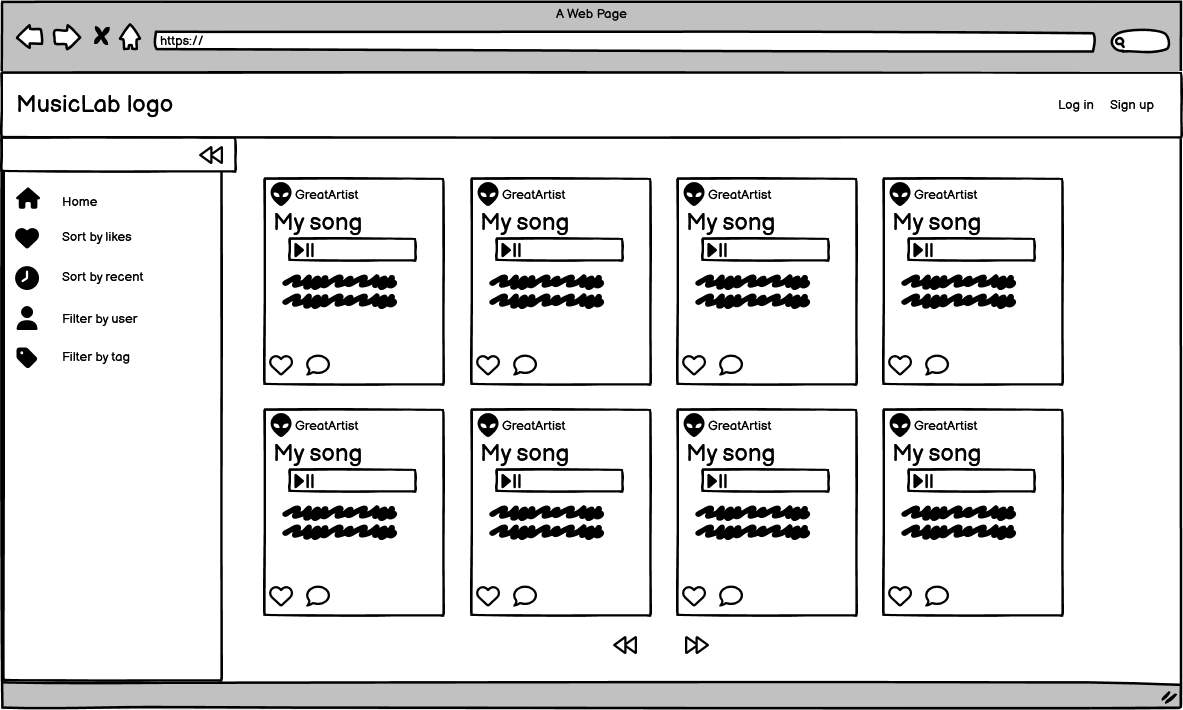 A Web Page
https://
MusicLab logo
Log in
Sign up
Home
Sort by likes
Sort by recent
Filter by user
Filter by tag
GreatArtist
My song
GreatArtist
My song
GreatArtist
My song
GreatArtist
My song
GreatArtist
My song
GreatArtist
My song
GreatArtist
My song
GreatArtist
My song